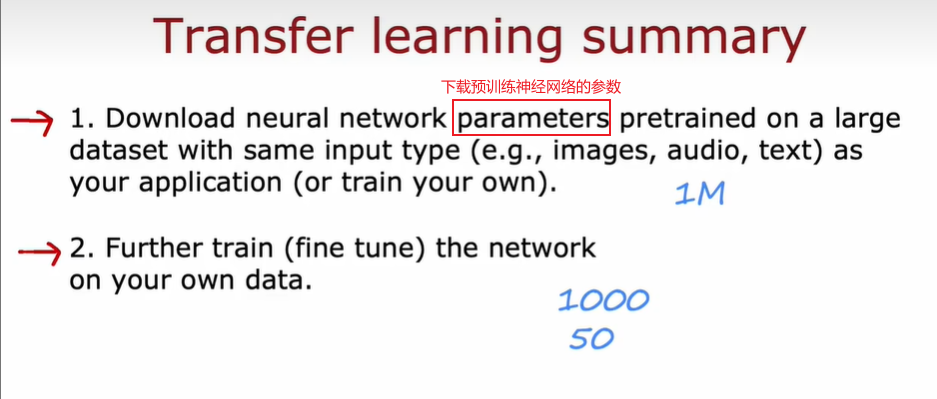 Transfer learning summary
下载预训练神经网络的参数
1. Download neural network parameters pretrained on a large
dataset with same input type (e.g., images, audio, text) as
your application (or train your own).
1M
2. Further train (fine tune) the network
on your own data.
1000
50